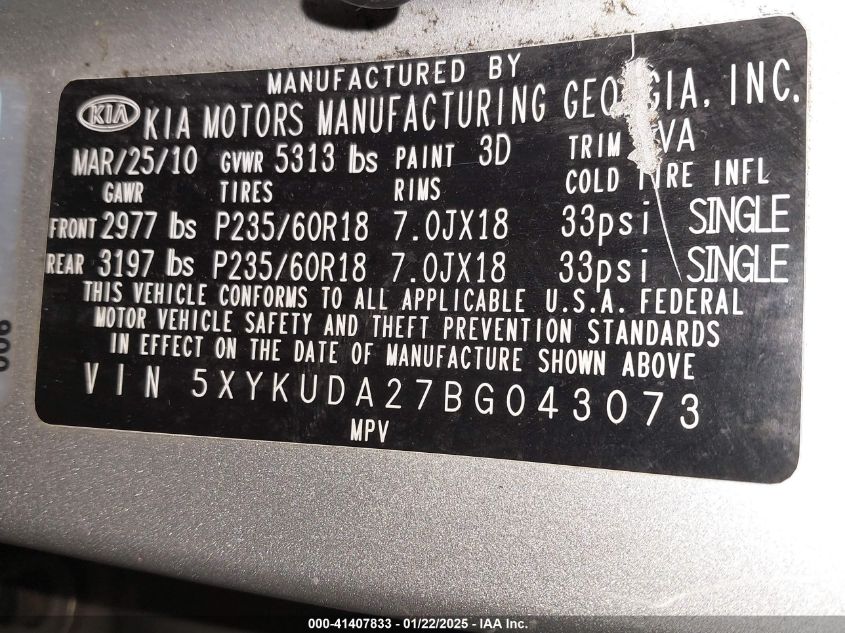 MANUFACTURED BY
KIA KIA MOTORS MANUFACTURING GEORGIA, INC.
MAR/25/10 GVWR 5313 lbs PAINT 3D TRIM VA
GAWR TIRES RIMS COLD TIRE INFL
FRONT 2977 lbs P235/60R18 7.0JX18 33psi SINGLE
REAR 3197 lbs P235/60R18 7.0JX18 33psi SINGLE
THIS VEHICLE CONFORMS TO ALL APPLICABLE U.S.A. FEDERAL
MOTOR VEHICLE SAFETY AND THEFT PREVENTION STANDARDS
IN EFFECT ON THE DATE OF MANUFACTURE SHOWN ABOVE
VIN 5XYKUDA27BG043073
MPV
000-41407833 - 01/22/2025 - IAA Inc.